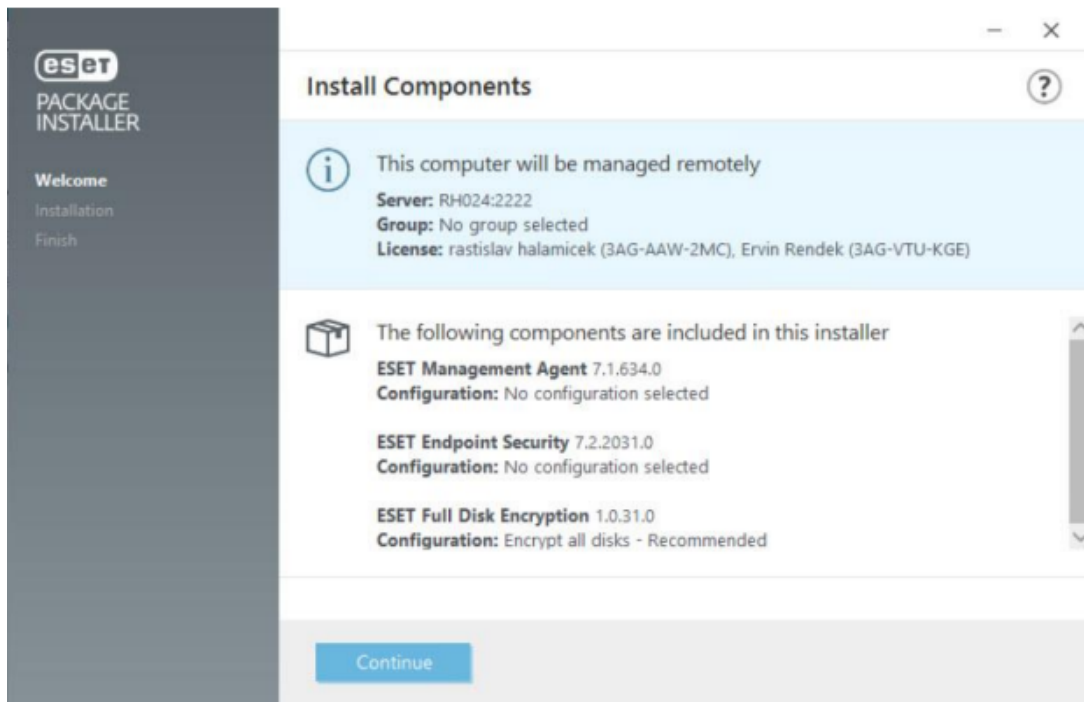 eset
PACKAGE
INSTALLER
Welcome
Installation
Finish
Install Components
?
i
This computer will be managed remotely
Server: RH024:2222
Group: No group selected
License: rastislav halamicek (3AG-AAW-2MC), Ervin Rendek (3AG-VTU-KGE)
The following components are included in this installer
ESET Management Agent 7.1.634.0
Configuration: No configuration selected
ESET Endpoint Security 7.2.2031.0
Configuration: No configuration selected
ESET Full Disk Encryption 1.0.31.0
Configuration: Encrypt all disks - Recommended
Continue